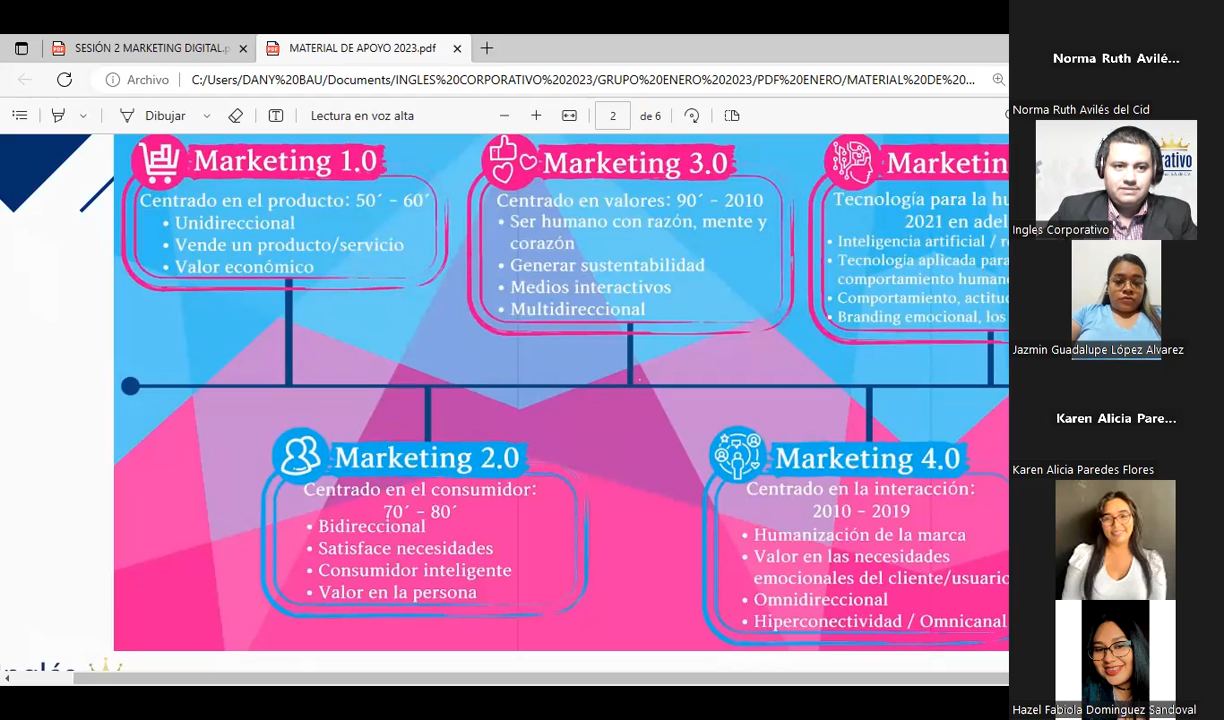 SESIÓN 2 MARKETING DIGITAL.p
MATERIAL DE APOYO 2023.pdf
Archivo
C:/Users/DANY%20BAU/Documents/INGLES%20CORPORATIVO%202023/GRUPO%20ENERO%202023/PDF%20ENERO/MATERIAL%20DE%20...
Dibujar
Lectura en voz alta
2
de 6
Marketing 1.0
Centrado en el producto: 50´ - 60´
• Unidireccional
• Vende un producto/servicio
• Valor económico
Marketing 3.0
Centrado en valores: 90´ - 2010
• Ser humano con razón, mente y
corazón
• Generar sustentabilidad
• Medios interactivos
• Multidireccional
Marketin
Tecnología para la hu
2021 en adel
• Inteligencia artificial / r
• Tecnología aplicada para
comportamiento human
• Comportamiento, actitud
• Branding emocional, los
Marketing 2.0
Centrado en el consumidor:
70´ - 80´
• Bidireccional
• Satisface necesidades
• Consumidor inteligente
• Valor en la persona
Marketing 4.0
Centrado en la interacción:
2010 - 2019
• Humanización de la marca
• Valor en las necesidades
emocionales del cliente/usuario
• Omnidireccional
• Hiperconectividad / Omnicanal
Norma Ruth Avilé...
Norma Ruth Avilés del Cid
Ingles Corporativo
Jazmin Guadalupe López Alvarez
Karen Alicia Pare...
Karen Alicia Paredes Flores
Hazel Fabiola Dominguez Sandoval